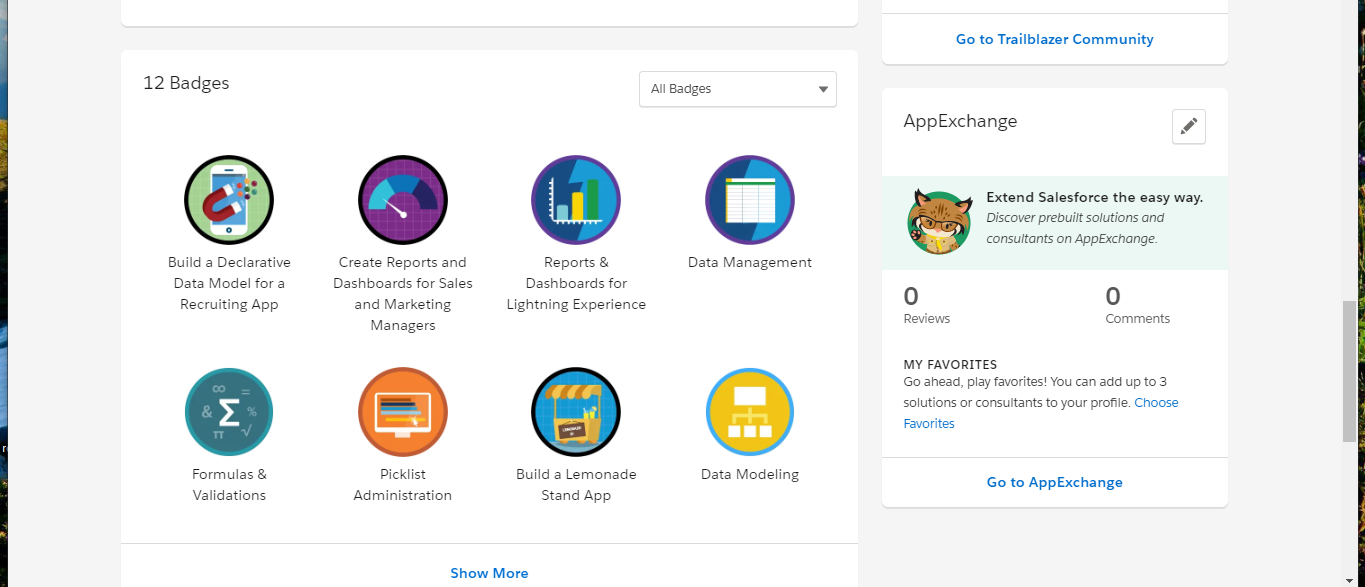 Go to Trailblazer Community
12 Badges
All Badges
Build a Declarative
Data Model for a
Recruiting App
Create Reports and
Dashboards for Sales
and Marketing
Managers
Reports &
Dashboards for
Lightning Experience
Data Management
Formulas &
Validations
Picklist
Administration
LEMONADE
Build a Lemonade
Stand App
Data Modeling
Show More
AppExchange
Extend Salesforce the easy way.
Discover prebuilt solutions and
consultants on AppExchange.
0
Reviews
0
Comments
MY FAVORITES
Go ahead, play favorites! You can add up to 3
solutions or consultants to your profile. Choose
Favorites
Go to AppExchange